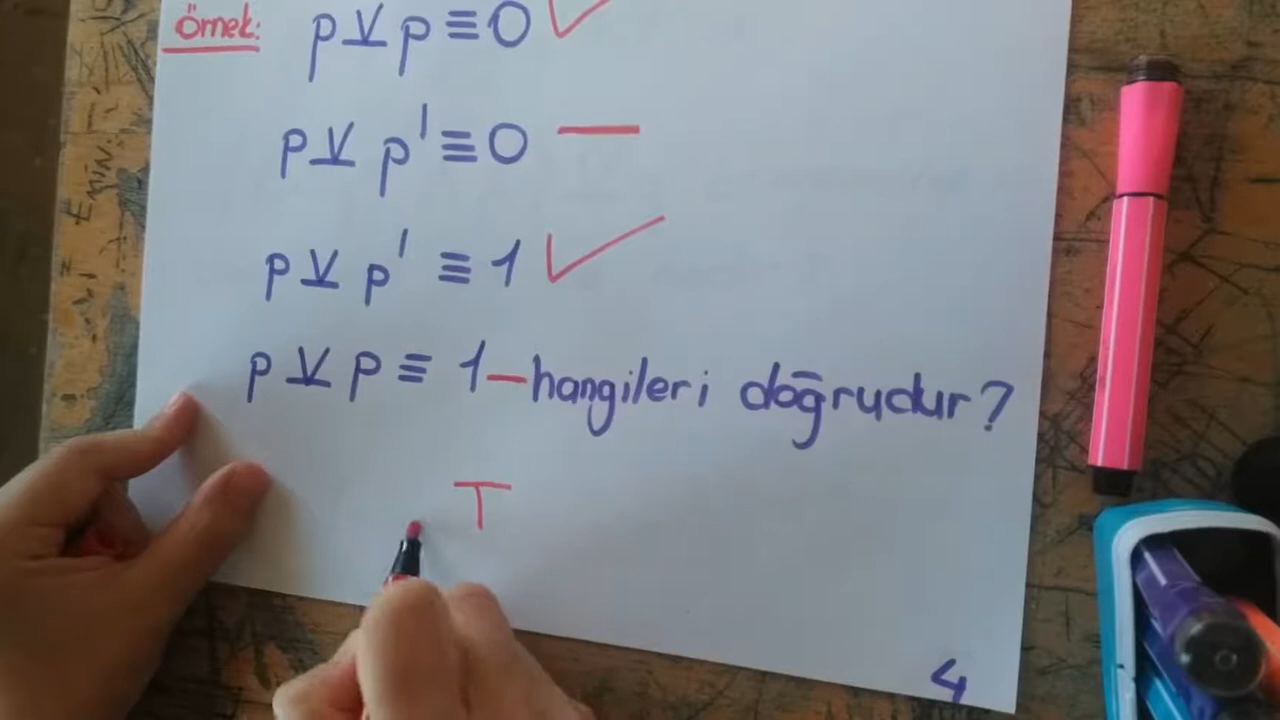 örnek: p ⊻ p ≡ 0 ✓
p ⊻ p' ≡ 0 —
p ⊻ p' ≡ 1 ✓
p ⊻ p ≡ 1 — hangileri doğrudur?
T
4